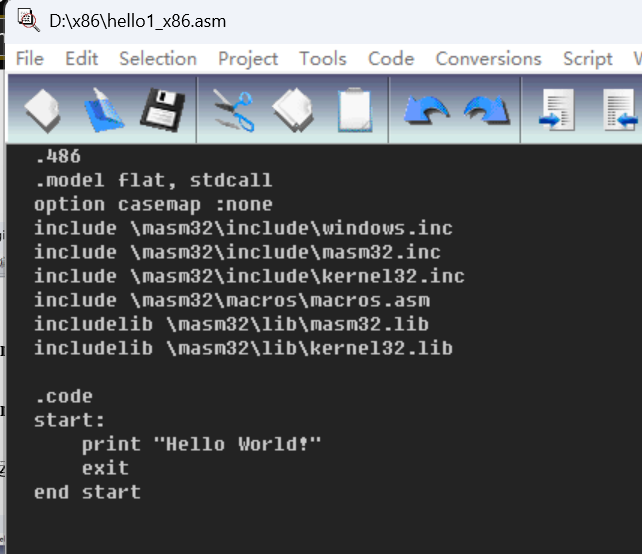 D:\x86\hello1_x86.asm
File Edit Selection Project Tools Code Conversions Script
.486
.model flat, stdcall
option casemap :none
include \masm32\include\windows.inc
include \masm32\include\masm32.inc
include \masm32\include\kernel32.inc
include \masm32\macros\macros.asm
includelib \masm32\lib\masm32.lib
includelib \masm32\lib\kernel32.lib
.code
start:
    print "Hello World!"
    exit
end start